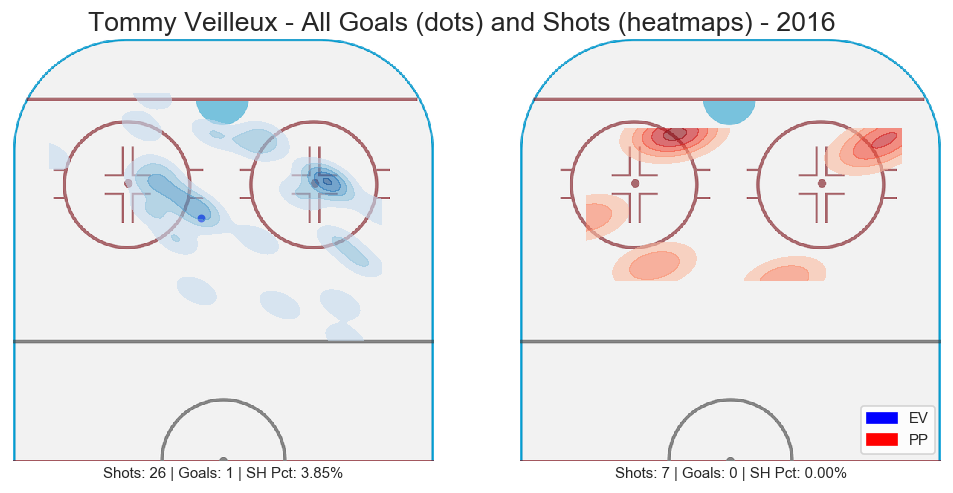 Tommy Veilleux - All Goals (dots) and Shots (heatmaps) - 2016
EV
PP
Shots: 26 | Goals: 1 | SH Pct: 3.85%
Shots: 7 | Goals: 0 | SH Pct: 0.00%